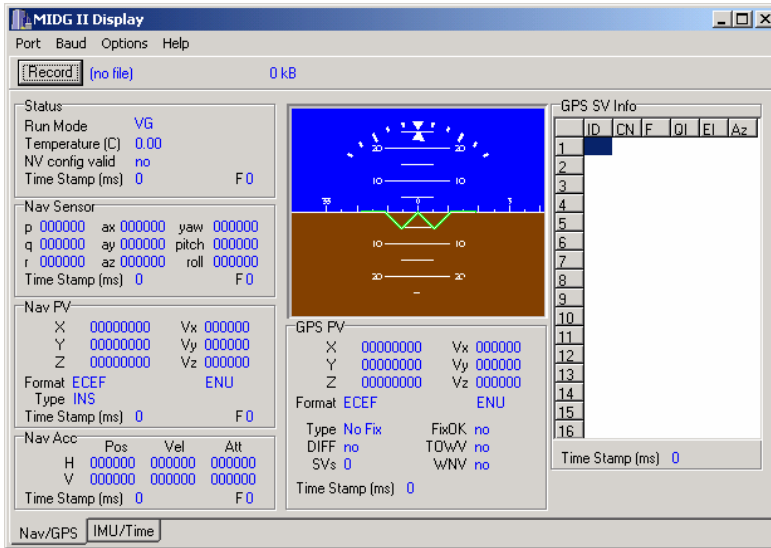 MIDG II Display
Port Baud Options Help
Record (no file) 0 kB
Status
Run Mode VG
Temperature (C) 0.00
NV config valid no
Time Stamp (ms) 0 F 0
Nav Sensor
p 000000 ax 000000 yaw 000000
q 000000 ay 000000 pitch 000000
r 000000 az 000000 roll 000000
Time Stamp (ms) 0 F 0
Nav PV
X 00000000 Vx 000000
Y 00000000 Vy 000000
Z 00000000 Vz 000000
Format ECEF ENU
Type INS
Time Stamp (ms) 0 F 0
Nav Acc
Pos Vel Att
H 000000 000000 000000
V 000000 000000 000000
Time Stamp (ms) 0 F 0
20 20
10 10
33 0 3
10 10
20 20
GPS PV
X 00000000 Vx 000000
Y 00000000 Vy 000000
Z 00000000 Vz 000000
Format ECEF ENU
Type No Fix FixOK no
DIFF no TOWV no
SVs 0 WNV no
Time Stamp (ms) 0
GPS SV Info
ID CN F QI EI Az
1
2
3
4
5
6
7
8
9
10
11
12
13
14
15
16
Time Stamp (ms) 0
Nav/GPS IMU/Time